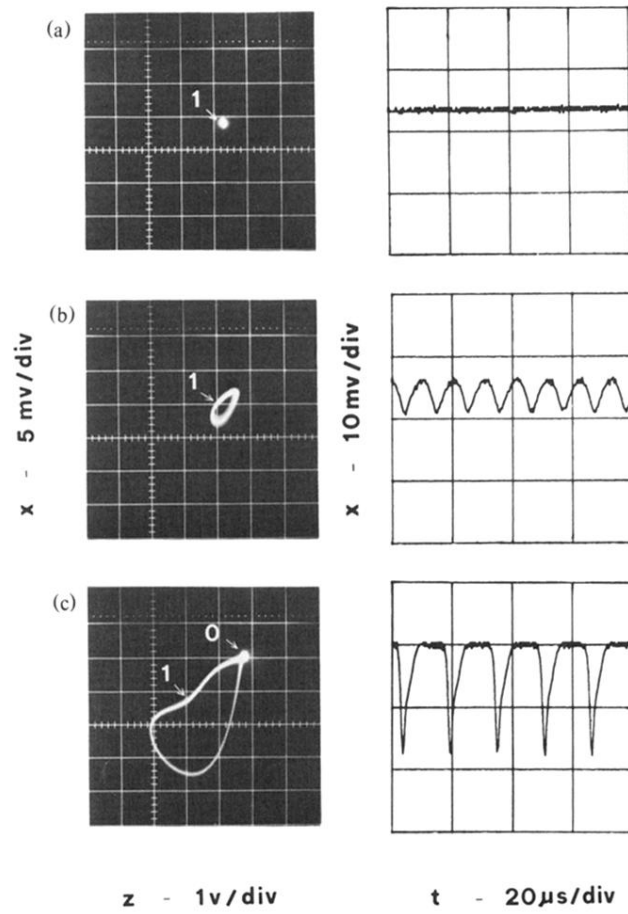 (a)
1
(b)
1
x - 5 mv/div
x - 10 mv/div
(c)
0
1
z - 1v/div
t - 20µs/div